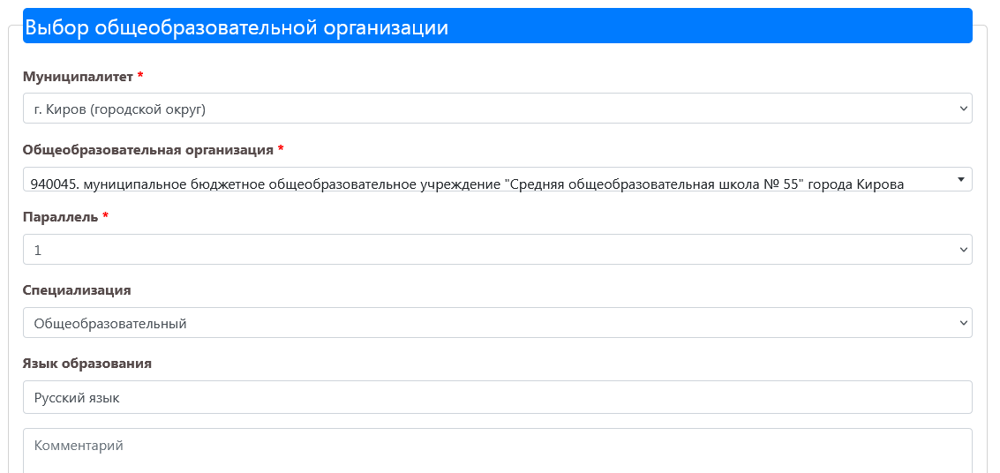 Выбор общеобразовательной организации
Муниципалитет *
г. Киров (городской округ)
Общеобразовательная организация *
940045. муниципальное бюджетное общеобразовательное учреждение "Средняя общеобразовательная школа № 55" города Кирова
Параллель *
1
Специализация
Общеобразовательный
Язык образования
Русский язык
Комментарий